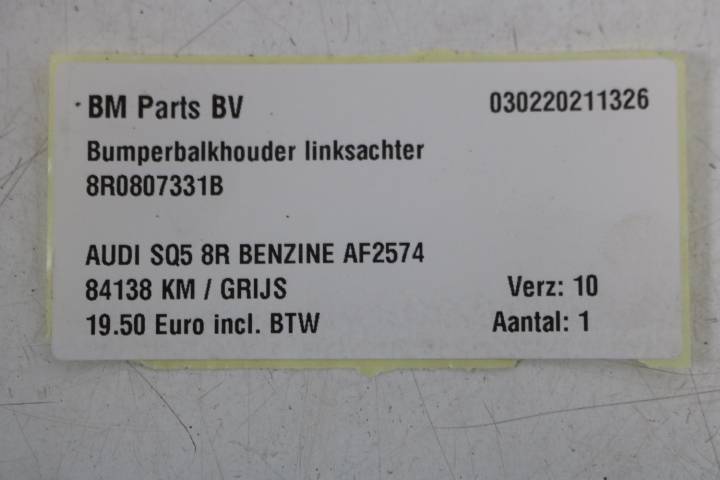 BM Parts BV 030220211326
Bumperbalkhouder linksachter
8R0807331B
AUDI SQ5 8R BENZINE AF2574
84138 KM / GRIJS Verz: 10
19.50 Euro incl. BTW Aantal: 1